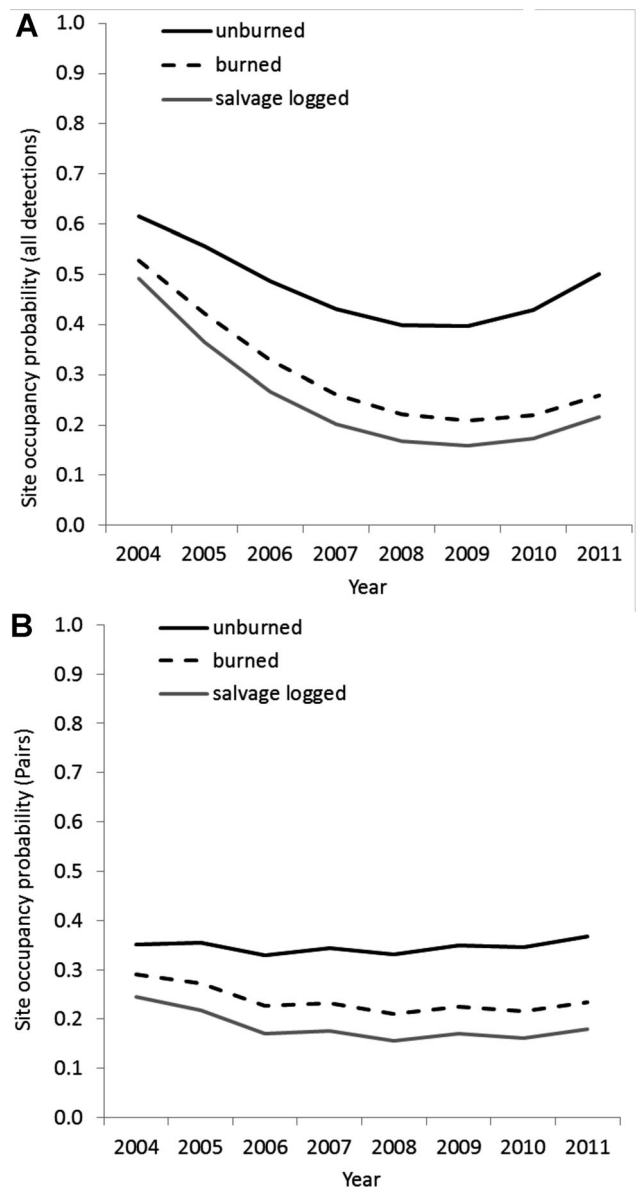 A
Site occupancy probability (all detections)
1.0
0.9
0.8
0.7
0.6
0.5
0.4
0.3
0.2
0.1
0.0
unburned
burned
salvage logged
2004 2005 2006 2007 2008 2009 2010 2011
Year
B
Site occupancy probability (Pairs)
1.0
0.9
0.8
0.7
0.6
0.5
0.4
0.3
0.2
0.1
0.0
unburned
burned
salvage logged
2004 2005 2006 2007 2008 2009 2010 2011
Year